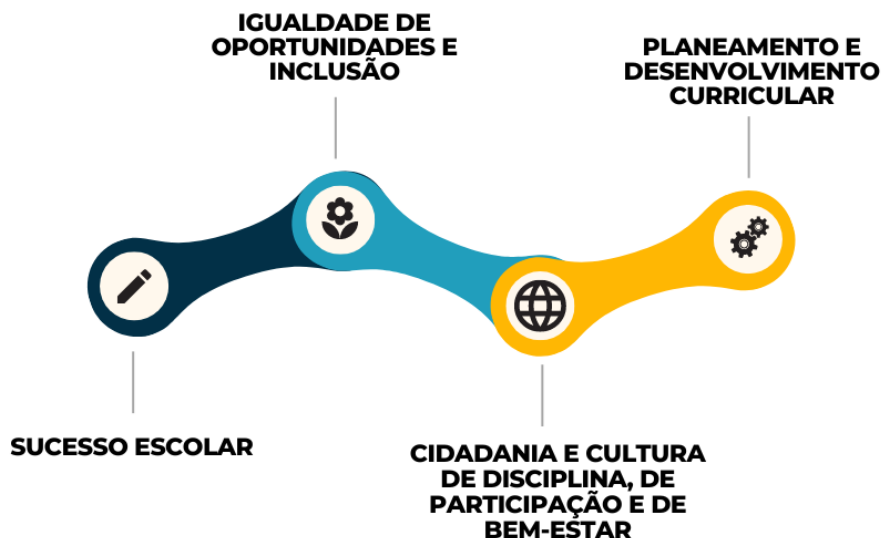 IGUALDADE DE
OPORTUNIDADES E
INCLUSÃO
PLANEAMENTO E
DESENVOLVIMENTO
CURRICULAR
SUCESSO ESCOLAR
CIDADANIA E CULTURA
DE DISCIPLINA, DE
PARTICIPAÇÃO E DE
BEM-ESTAR